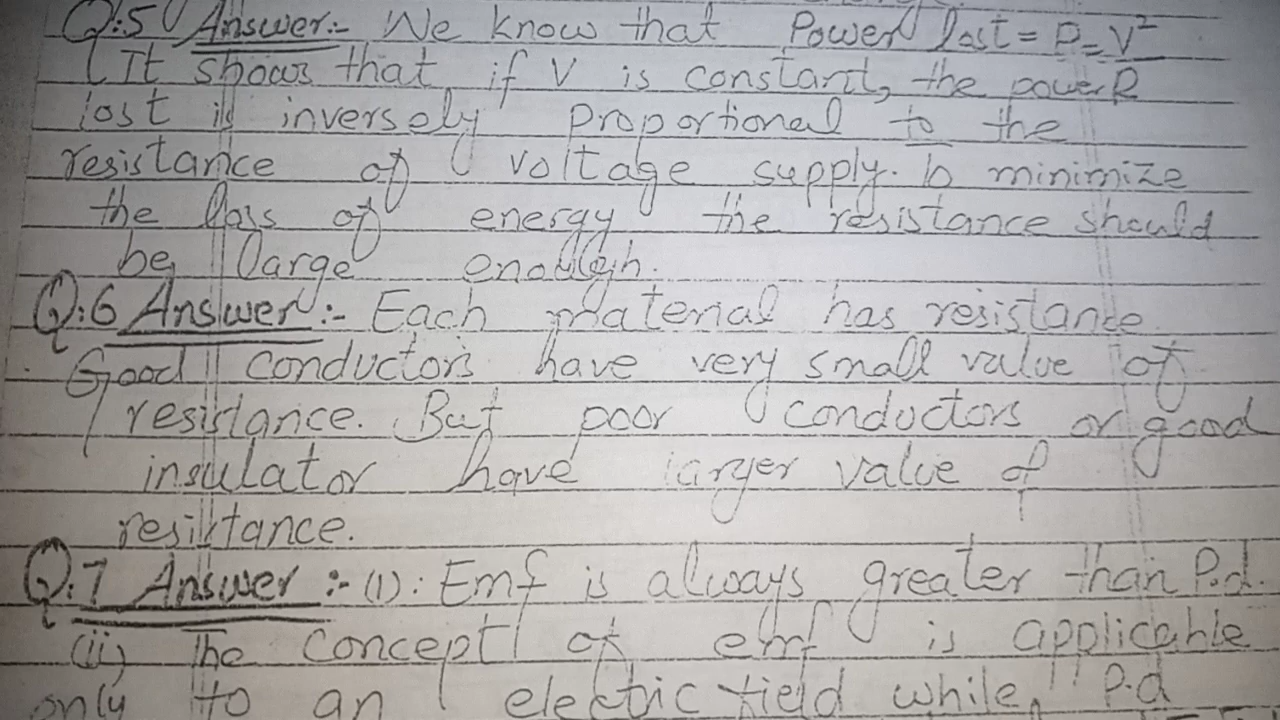 Q:5 Answer:- We know that Power lost = P = V²
It shows that if V is constant, the power R
lost is inversely proportional to the
resistance of voltage supply. To minimize
the loss of energy the resistance should
be large enough.
Q:6 Answer:- Each material has resistance
Good conductors have very small value of
resistance. But poor conductors or good
insulator have larger value of
resistance.
Q:7 Answer :- (i): Emf is always greater than P.d.
(ii) The concept of emf is applicable
only to an electric field while, P.d